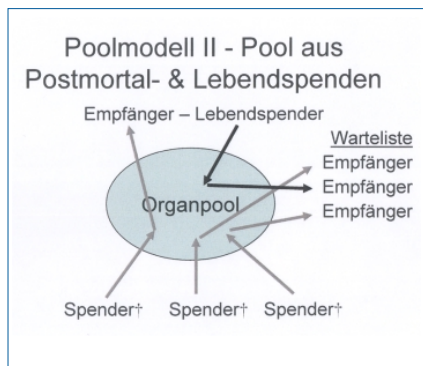 Poolmodell II - Pool aus
Postmortal- & Lebendspenden
Empfänger – Lebendspender
Warteliste
Empfänger
Empfänger
Empfänger
Organpool
Spender† Spender† Spender†